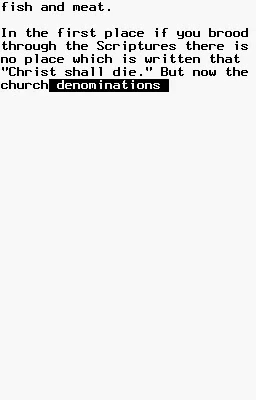 fish and meat.
In the first place if you brood
through the Scriptures there is
no place which is written that
"Christ shall die." But now the
church denominations